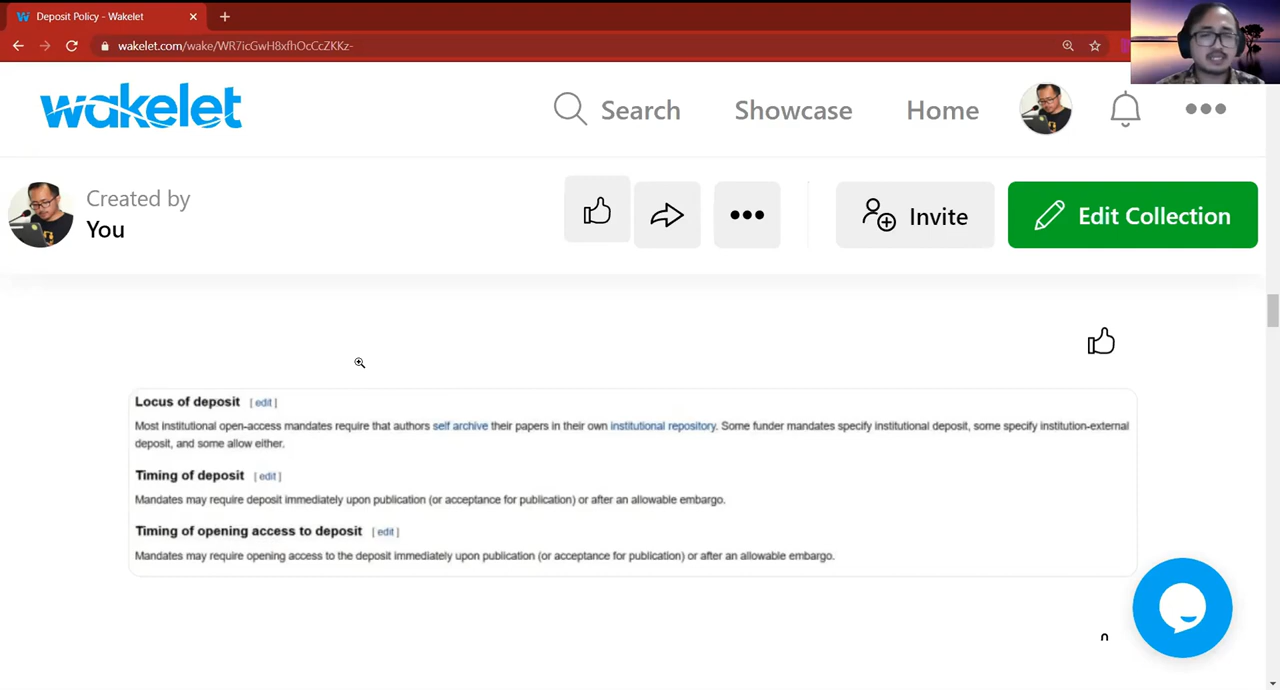 Deposit Policy - Wakelet
wakelet.com/wake/WR7icGwH8xfhOcCcZKKz-
wakelet
Search
Showcase
Home
Created by
You
Invite
Edit Collection
Locus of deposit [ edit ]
Most institutional open-access mandates require that authors self archive their papers in their own institutional repository. Some funder mandates specify institutional deposit, some specify institution-external
deposit, and some allow either.
Timing of deposit [ edit ]
Mandates may require deposit immediately upon publication (or acceptance for publication) or after an allowable embargo.
Timing of opening access to deposit [ edit ]
Mandates may require opening access to the deposit immediately upon publication (or acceptance for publication) or after an allowable embargo.